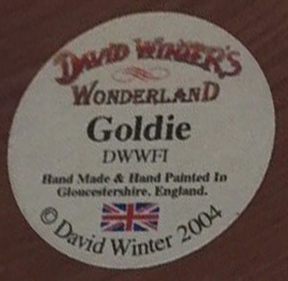 DAVID WINTER'S
WONDERLAND
Goldie
DWWFI
Hand Made & Hand Painted In
Gloucestershire. England.
© David Winter 2004